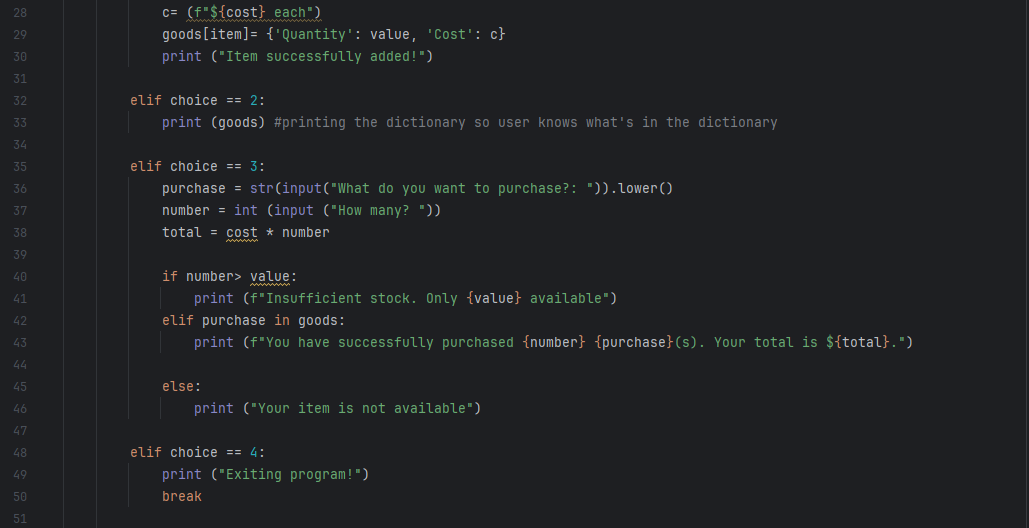 28 c= (f"${cost} each")
29 goods[item]= {'Quantity': value, 'Cost': c}
30 print ("Item successfully added!")
31
32 elif choice == 2:
33 print (goods) #printing the dictionary so user knows what's in the dictionary
34
35 elif choice == 3:
36 purchase = str(input("What do you want to purchase?: ")).lower()
37 number = int (input ("How many? "))
38 total = cost * number
39
40 if number> value:
41 print (f"Insufficient stock. Only {value} available")
42 elif purchase in goods:
43 print (f"You have successfully purchased {number} {purchase}(s). Your total is ${total}.")
44
45 else:
46 print ("Your item is not available")
47
48 elif choice == 4:
49 print ("Exiting program!")
50 break
51